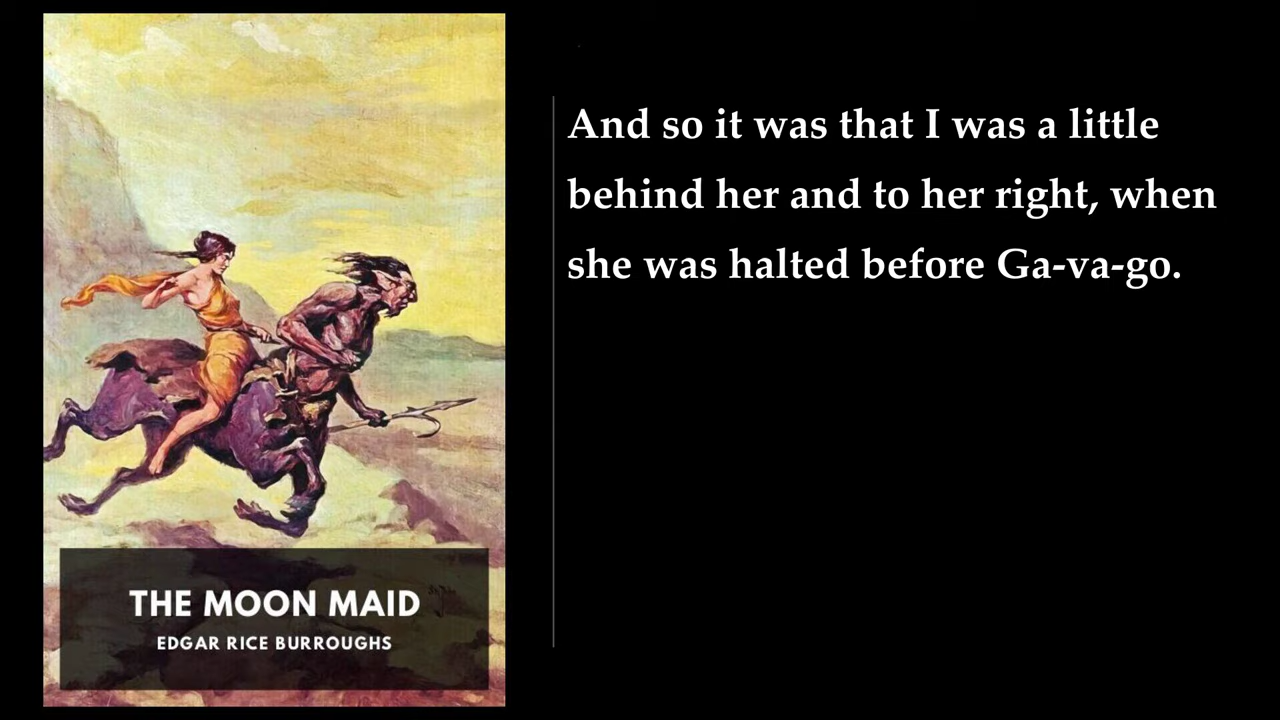 And so it was that I was a little
behind her and to her right, when
she was halted before Ga-va-go.
THE MOON MAID
EDGAR RICE BURROUGHS